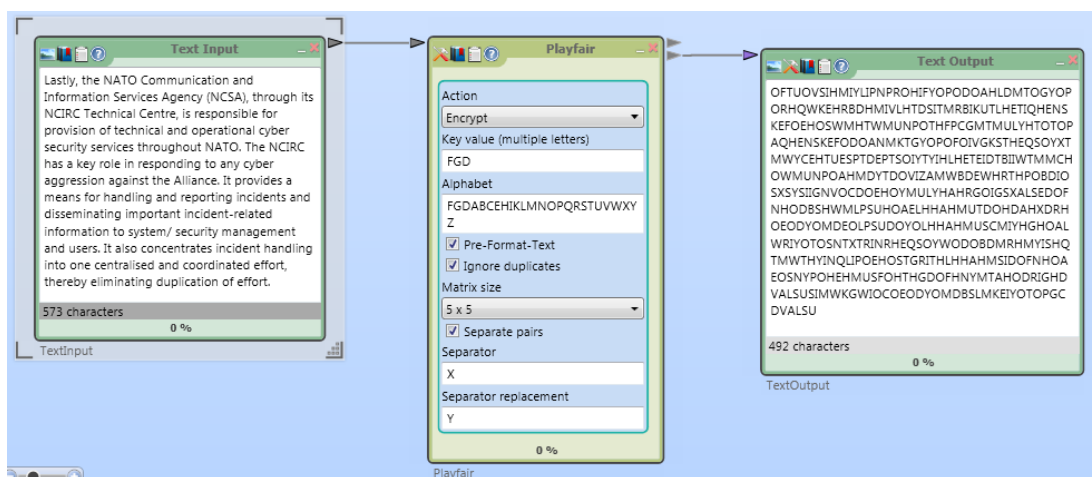 Text Input
Lastly, the NATO Communication and
Information Services Agency (NCSA), through its
NCIRC Technical Centre, is responsible for
provision of technical and operational cyber
security services throughout NATO. The NCIRC
has a key role in responding to any cyber
aggression against the Alliance. It provides a
means for handling and reporting incidents and
disseminating important incident-related
information to system/ security management
and users. It also concentrates incident handling
into one centralised and coordinated effort,
thereby eliminating duplication of effort.
573 characters
0 %
TextInput
Playfair
Action
Encrypt
Key value (multiple letters)
FGD
Alphabet
FGDABCEHIKLMNOPQRSTUVWXY
Z
Pre-Format-Text
Ignore duplicates
Matrix size
5 x 5
Separate pairs
Separator
X
Separator replacement
Y
0 %
Playfair
Text Output
OFTUOVSIHMIYLIPNPROHIFYOPODOAHLDMTOGYOP
ORHQWKEHRBDHMIVLHTDSITMRBIKUTLHETIQHENS
KEFOEHOSWMHTWMUNPOTHFPCGMTMULYHTOTOP
AQHENSKEFODOANMKTGYOPOFOIVGKSTHEQSOYXT
MWYCEHTUESPTDEPTSOIYTYIHLHETEIDTBIIWTMMCH
OWMUNPOAHMDYTDOVIZAMWBDEWHRTHPOBDIO
SXSYSIIGNVOCDOEHOYMULYHAHRGOIGSXALSEDOF
NHODBSHWMLPSUHOAELHHAHMUTDOHDAHXDRH
OEODYOMDEOLPSUDOYOLHHAHMUSCMIYHGHOAL
WRIYOTOSNTXTRINRHEQSOYWODOBDMRHMYISHQ
TMWTHYINQLIPOEHOSTGRITHLHHAHMSIDOFNHOA
EOSNYPOHEHMUSFOHTHGDOFHNYMTAHODRIGHD
VALSUSIMWKGWIOCOEODYOMDBSLMKEIYOTOPGC
DVALSU
492 characters
0 %
TextOutput